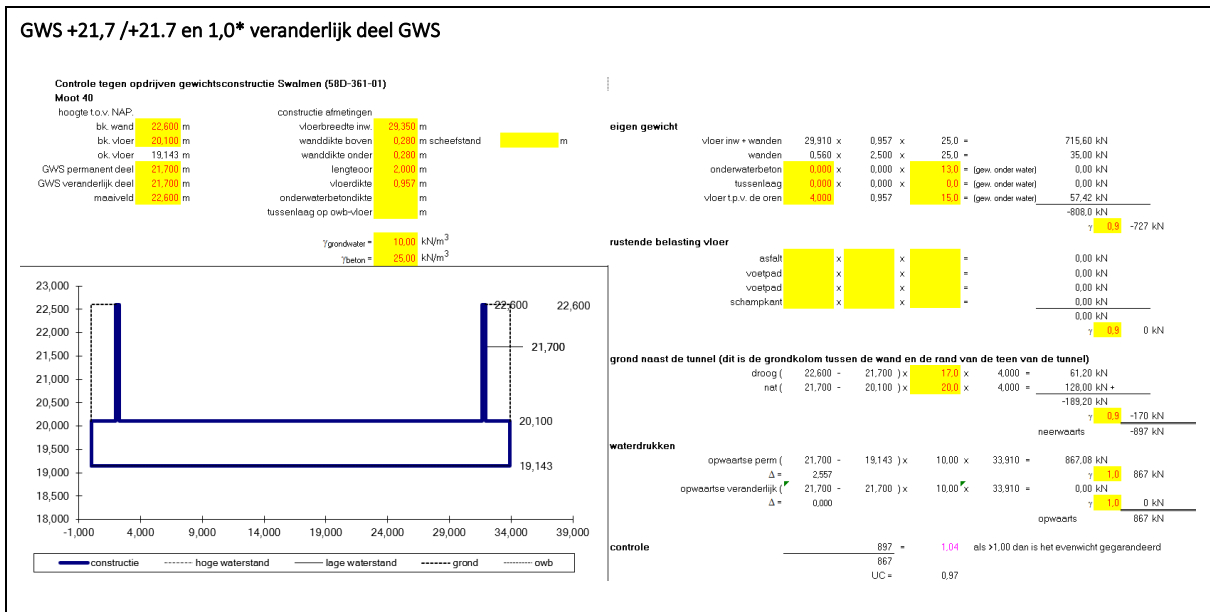 GWS +21,7 /+21.7 en 1,0* veranderlijk deel GWS
Controle tegen opdrijven gewichtsconstructie Swalmen (58D-361-01)
Moot 40
hoogte t.o.v. NAP.
constructie afmetingen
bk. wand 22,600 m
vloerbreedte inw. 29,350 m
bk. vloer 20,100 m
wanddikte boven 0,280 m scheefstand m
ok. vloer 19,143 m
wanddikte onder 0,280 m
GWS permanent deel 21,700 m
lengteoor 2,000 m
GWS veranderlijk deel 21,700 m
vloerdikte 0,957 m
maaiveld 22,600 m
onderwaterbetondikte m
tussenlaag op owb-vloer m
γgrondwater = 10,00 kN/m3
γbeton = 25,00 kN/m3
23,000
22,500
22,000
21,500
21,000
20,500
20,000
19,500
19,000
18,500
18,000
-1,000 4,000 9,000 14,000 19,000 24,000 29,000 34,000 39,000
22,600 22,600
21,700
20,100
19,143
constructie hoge waterstand lage waterstand grond owb
eigen gewicht
vloer inw + wanden 29,910 x 0,957 x 25,0 = 715,60 kN
wanden 0,560 x 2,500 x 25,0 = 35,00 kN
onderwaterbeton 0,000 x 0,000 x 13,0 = (gew. onder water) 0,00 kN
tussenlaag 0,000 x 0,000 x 0,0 = (gew. onder water) 0,00 kN
vloer t.p.v. de oren 4,000 0,957 15,0 = (gew. onder water) 57,42 kN
-808,0 kN
γ 0,9 -727 kN
rustende belasting vloer
asfalt x x = 0,00 kN
voetpad x x = 0,00 kN
voetpad x x = 0,00 kN
schampkant x x = 0,00 kN
0,00 kN
γ 0,9 0 kN
grond naast de tunnel (dit is de grondkolom tussen de wand en de rand van de teen van de tunnel)
droog ( 22,600 - 21,700 ) x 17,0 x 4,000 = 61,20 kN
nat ( 21,700 - 20,100 ) x 20,0 x 4,000 = 128,00 kN +
-189,20 kN
γ 0,9 -170 kN
neerwaarts -897 kN
waterdrukken
opwaartse perm ( 21,700 - 19,143 ) x 10,00 x 33,910 = 867,08 kN
Δ = 2,557 γ 1,0 867 kN
opwaartse veranderlijk ( 21,700 - 21,700 ) x 10,00 x 33,910 = 0,00 kN
Δ = 0,000 γ 1,0 0 kN
opwaarts 867 kN
controle 897 = 1,04 als >1,00 dan is het evenwicht gegarandeerd
867
UC = 0,97